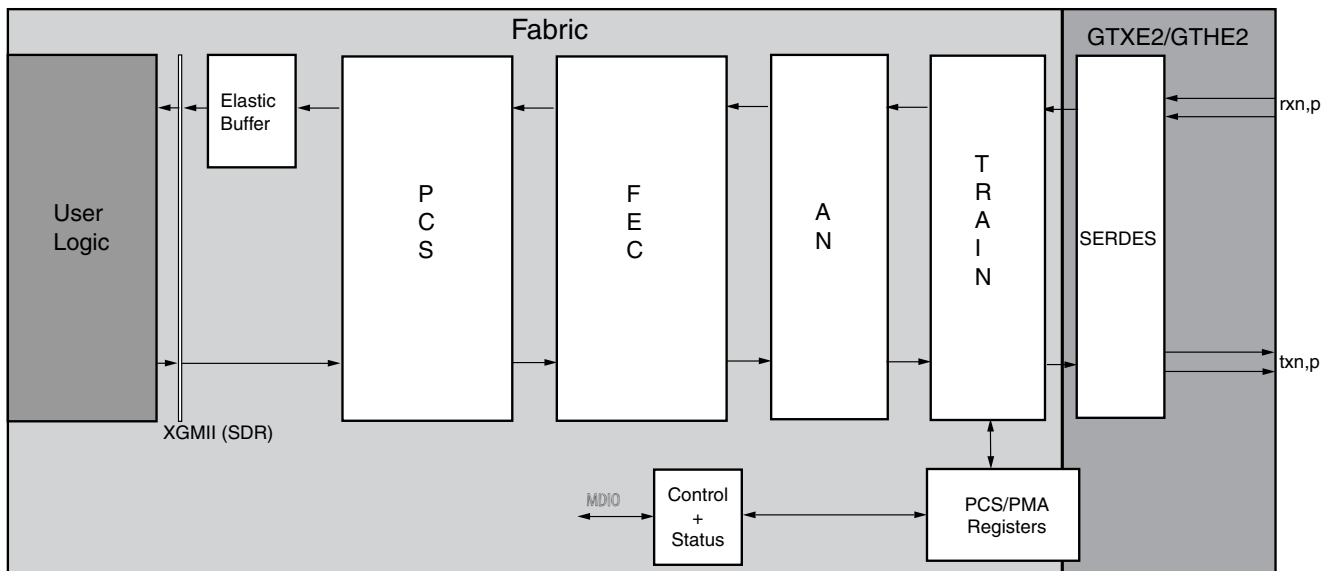 Fabric
GTXE2/GTHE2
Elastic
Buffer
rxn,p
User
Logic
P
C
S
F
E
C
A
N
T
R
A
I
N
SERDES
txn,p
XGMII (SDR)
MDIO
Control
+
Status
PCS/PMA
Registers